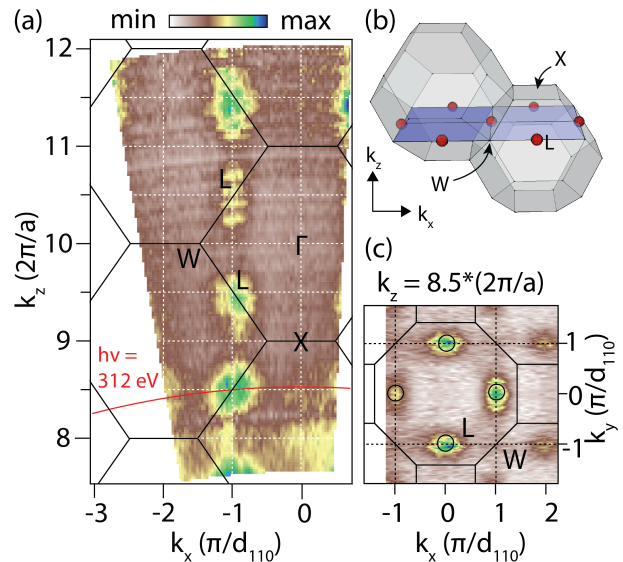 (a) min max
12
11
10
9
8
k_z (2π/a)
L
W
Γ
L
X
hν =
312 eV
-3 -2 -1 0
k_x (π/d_110)
(b)
X
L
W
k_z
k_x
(c)
k_z = 8.5*(2π/a)
L
W
-1
0
-1
k_y (π/d_110)
-1 0 1 2
k_x (π/d_110)